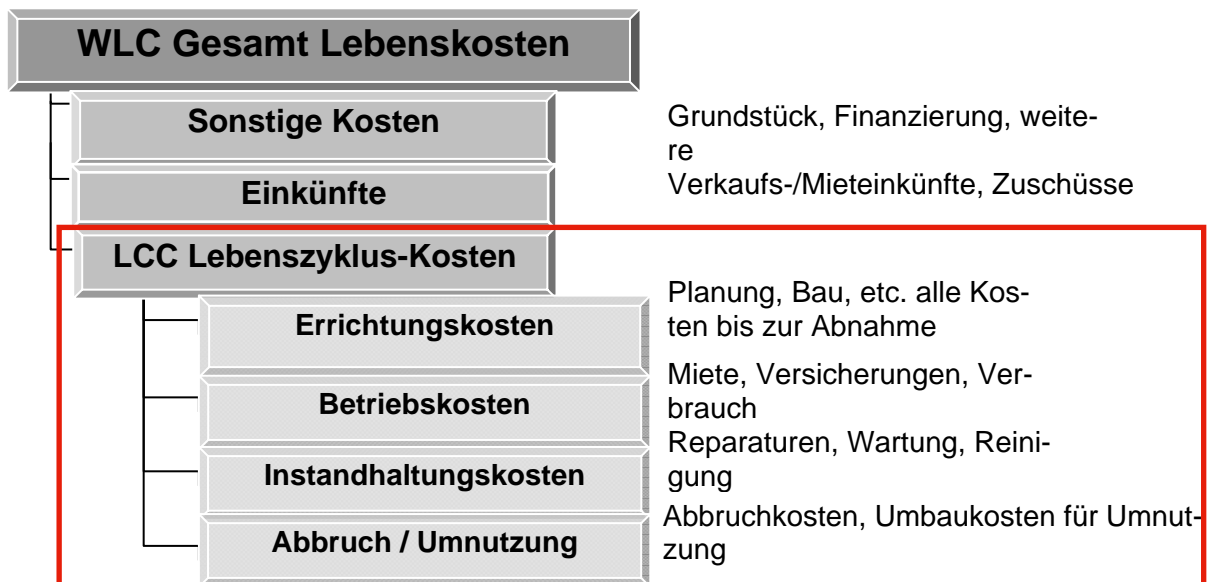 WLC Gesamt Lebenskosten
Sonstige Kosten
Grundstück, Finanzierung, weite-
re
Einkünfte
Verkaufs-/Mieteinkünfte, Zuschüsse
LCC Lebenszyklus-Kosten
Errichtungskosten
Planung, Bau, etc. alle Kos-
ten bis zur Abnahme
Betriebskosten
Miete, Versicherungen, Ver-
brauch
Instandhaltungskosten
Reparaturen, Wartung, Reini-
gung
Abbruch / Umnutzung
Abbruchkosten, Umbaukosten für Umnut-
zung